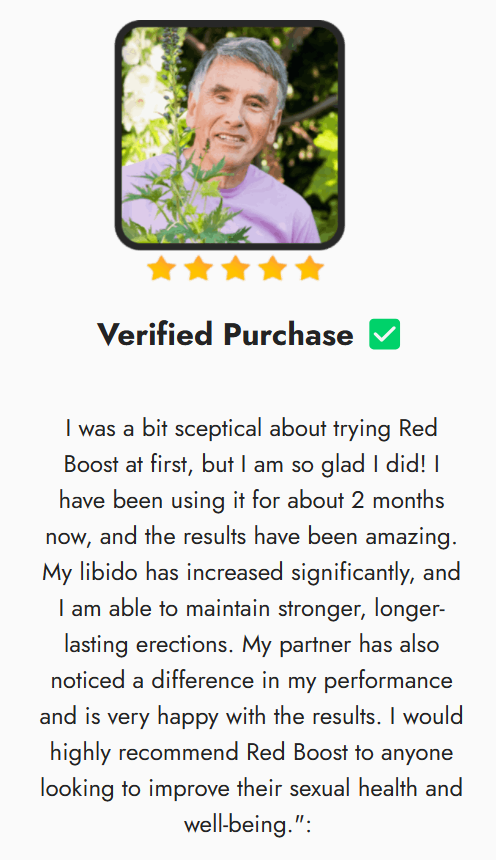 Verified Purchase ✅
I was a bit sceptical about trying Red
Boost at first, but I am so glad I did! I
have been using it for about 2 months
now, and the results have been amazing.
My libido has increased significantly, and
I am able to maintain stronger, longer-
lasting erections. My partner has also
noticed a difference in my performance
and is very happy with the results. I would
highly recommend Red Boost to anyone
looking to improve their sexual health and
well-being.":